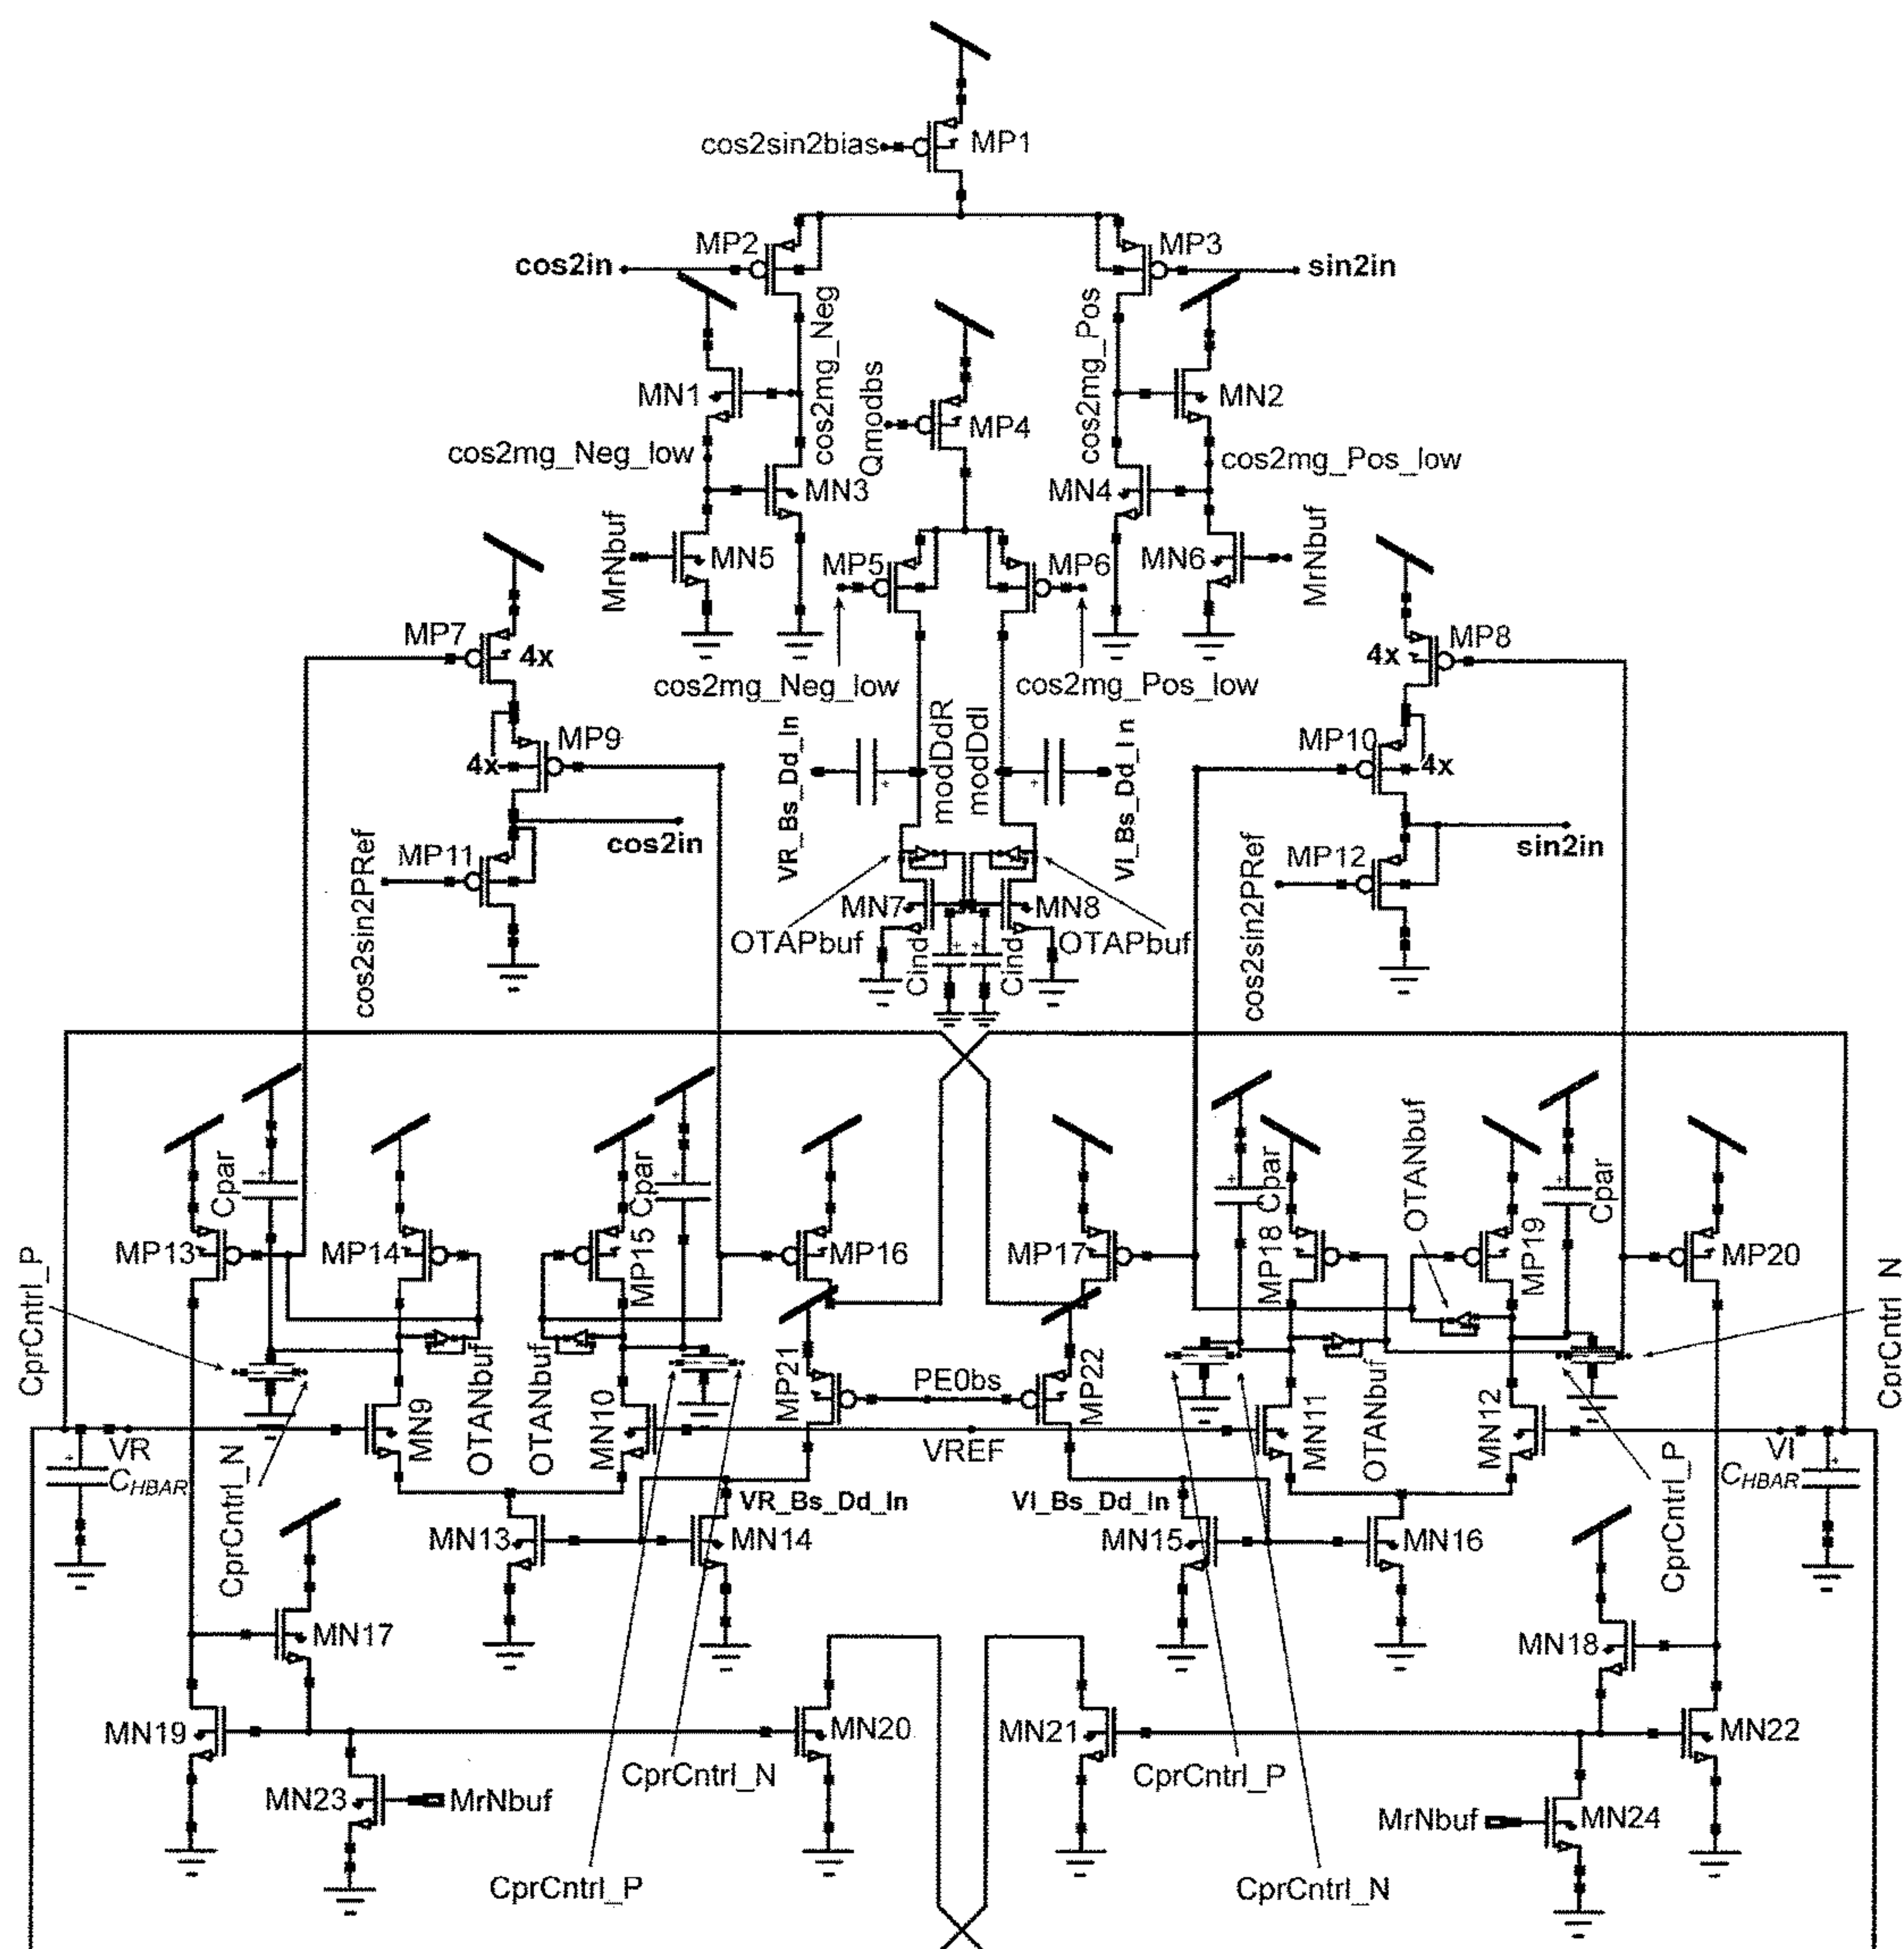 MP1
cos2sin2bias
MP2
MP3
cos2in
sin2in
cos2mg_Neg
cos2mg_Pos
MN1
MN2
Qmodbs
MP4
cos2mg_Neg_low
cos2mg_Pos_low
MN3
MN4
MrNbuf
MN5
MP5
MP6
MN6
MrNbuf
MP7
4x
MP8
4x
cos2mg_Neg_low
cos2mg_Pos_low
MP9
4x
VR_Bs_Dd_In
modDdR
modDdI
VI_Bs_Dd_In
MP10
4x
cos2sin2PRef
MP11
cos2in
cos2sin2PRef
MP12
sin2in
MN7
MN8
OTAPbuf
OTAPbuf
Cind
Cind
Cpar
Cpar
Cpar
Cpar
OTANbuf
MP13
MP14
MP15
MP16
MP17
MP18
MP19
MP20
CprCntrl_P
CprCntrl_N
MP21
PE0bs
MP22
MN9
OTANbuf
OTANbuf
MN10
MN11
OTANbuf
MN12
VR
VREF
VI
CHBAR
CHBAR
CprCntrl_N
CprCntrl_P
VR_Bs_Dd_In
VI_Bs_Dd_In
MN13
MN14
MN15
MN16
MN17
MN18
MN19
MN20
MN21
MN22
CprCntrl_N
CprCntrl_P
MN23
MrNbuf
MrNbuf
MN24
CprCntrl_P
CprCntrl_N